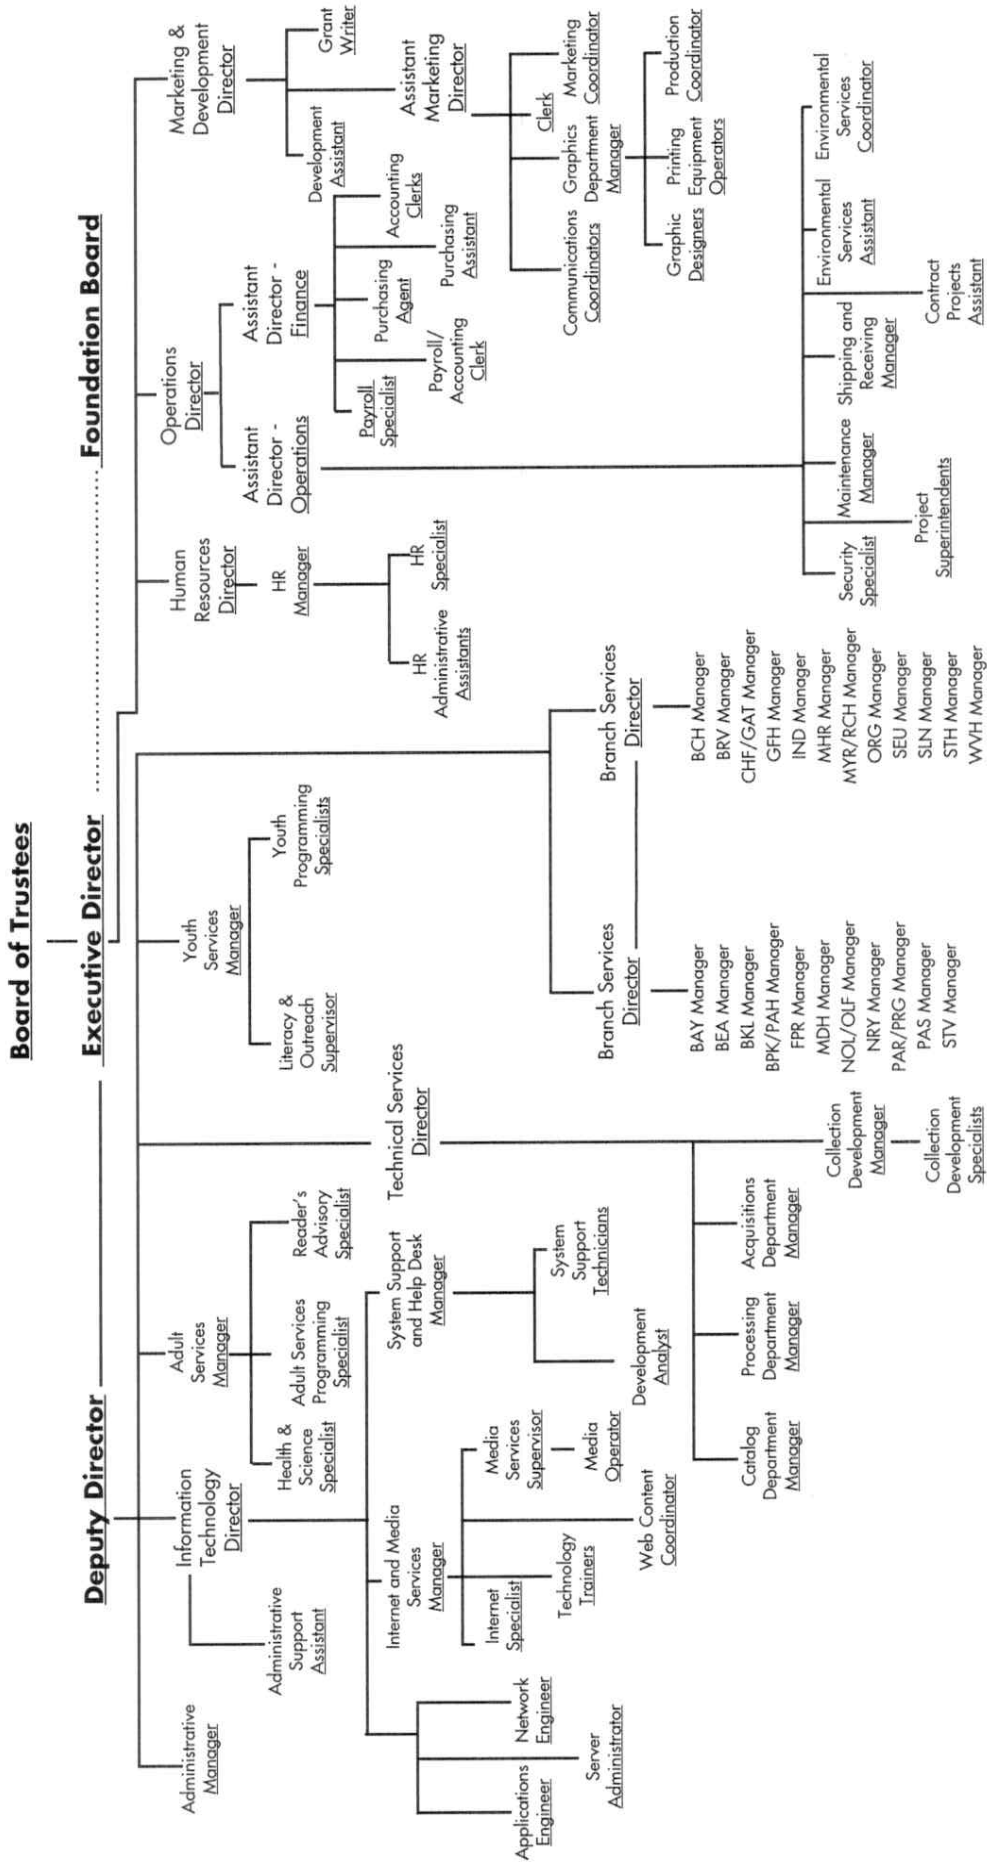 Board of Trustees
Deputy Director
Executive Director
Foundation Board
Administrative
Manager
Information
Technology
Director
Administrative
Support
Assistant
Adult
Services
Manager
Health &
Science
Specialist
Adult Services
Programming
Specialist
Reader's
Advisory
Specialist
Youth
Services
Manager
Literacy &
Outreach
Supervisor
Youth
Programming
Specialists
Human
Resources
Director
HR
Manager
HR
Administrative
Assistants
HR
Specialist
Operations
Director
Assistant
Director -
Operations
Assistant
Director -
Finance
Payroll
Specialist
Payroll/
Accounting
Clerk
Purchasing
Agent
Purchasing
Assistant
Accounting
Clerks
Marketing &
Development
Director
Development
Assistant
Grant
Writer
Assistant
Marketing
Director
Communications
Coordinators
Graphics
Department
Manager
Clerk
Marketing
Coordinator
Graphic
Designers
Printing
Equipment
Operators
Production
Coordinator
Applications
Engineer
Server
Administrator
Network
Engineer
Internet and Media
Services
Manager
Internet
Specialist
Technology
Trainers
Web Content
Coordinator
Media
Services
Supervisor
Media
Operator
System Support
and Help Desk
Manager
Development
Analyst
System
Support
Technicians
Technical Services
Director
Catalog
Department
Manager
Processing
Department
Manager
Acquisitions
Department
Manager
Collection
Development
Manager
Collection
Development
Specialists
Branch Services
Director
BAY Manager
BEA Manager
BKL Manager
BPK/PAH Manager
FPR Manager
MDH Manager
NOL/OLF Manager
NRY Manager
PAR/PRG Manager
PAS Manager
STV Manager
Branch Services
Director
BCH Manager
BRV Manager
CHF/GAT Manager
GFH Manager
IND Manager
MHR Manager
MYR/RCH Manager
ORG Manager
SEU Manager
SLN Manager
STH Manager
WVH Manager
Security
Specialist
Project
Superintendents
Maintenance
Manager
Shipping and
Receiving
Manager
Contract
Projects
Assistant
Environmental
Services
Assistant
Environmental
Services
Coordinator